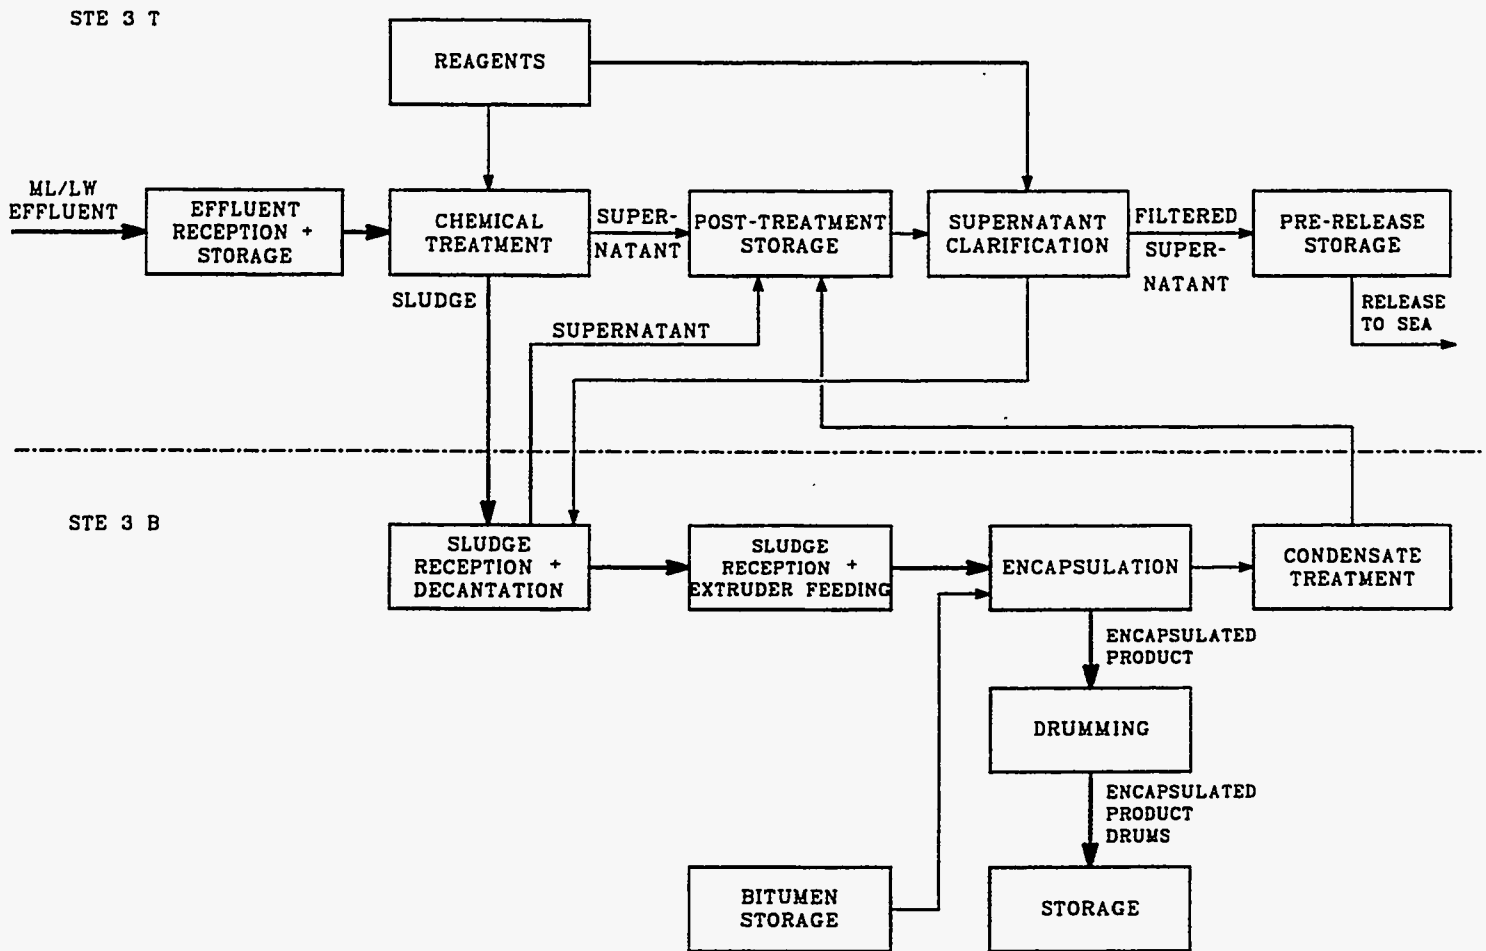 STE 3 T
REAGENTS
ML/LW
EFFLUENT
EFFLUENT
RECEPTION +
STORAGE
CHEMICAL
TREATMENT
SUPER-
NATANT
POST-TREATMENT
STORAGE
SUPERNATANT
CLARIFICATION
FILTERED
SUPER-
NATANT
PRE-RELEASE
STORAGE
SLUDGE
SUPERNATANT
RELEASE
TO SEA
STE 3 B
SLUDGE
RECEPTION +
DECANTATION
SLUDGE
RECEPTION +
EXTRUDER FEEDING
ENCAPSULATION
CONDENSATE
TREATMENT
ENCAPSULATED
PRODUCT
DRUMMING
ENCAPSULATED
PRODUCT
DRUMS
BITUMEN
STORAGE
STORAGE